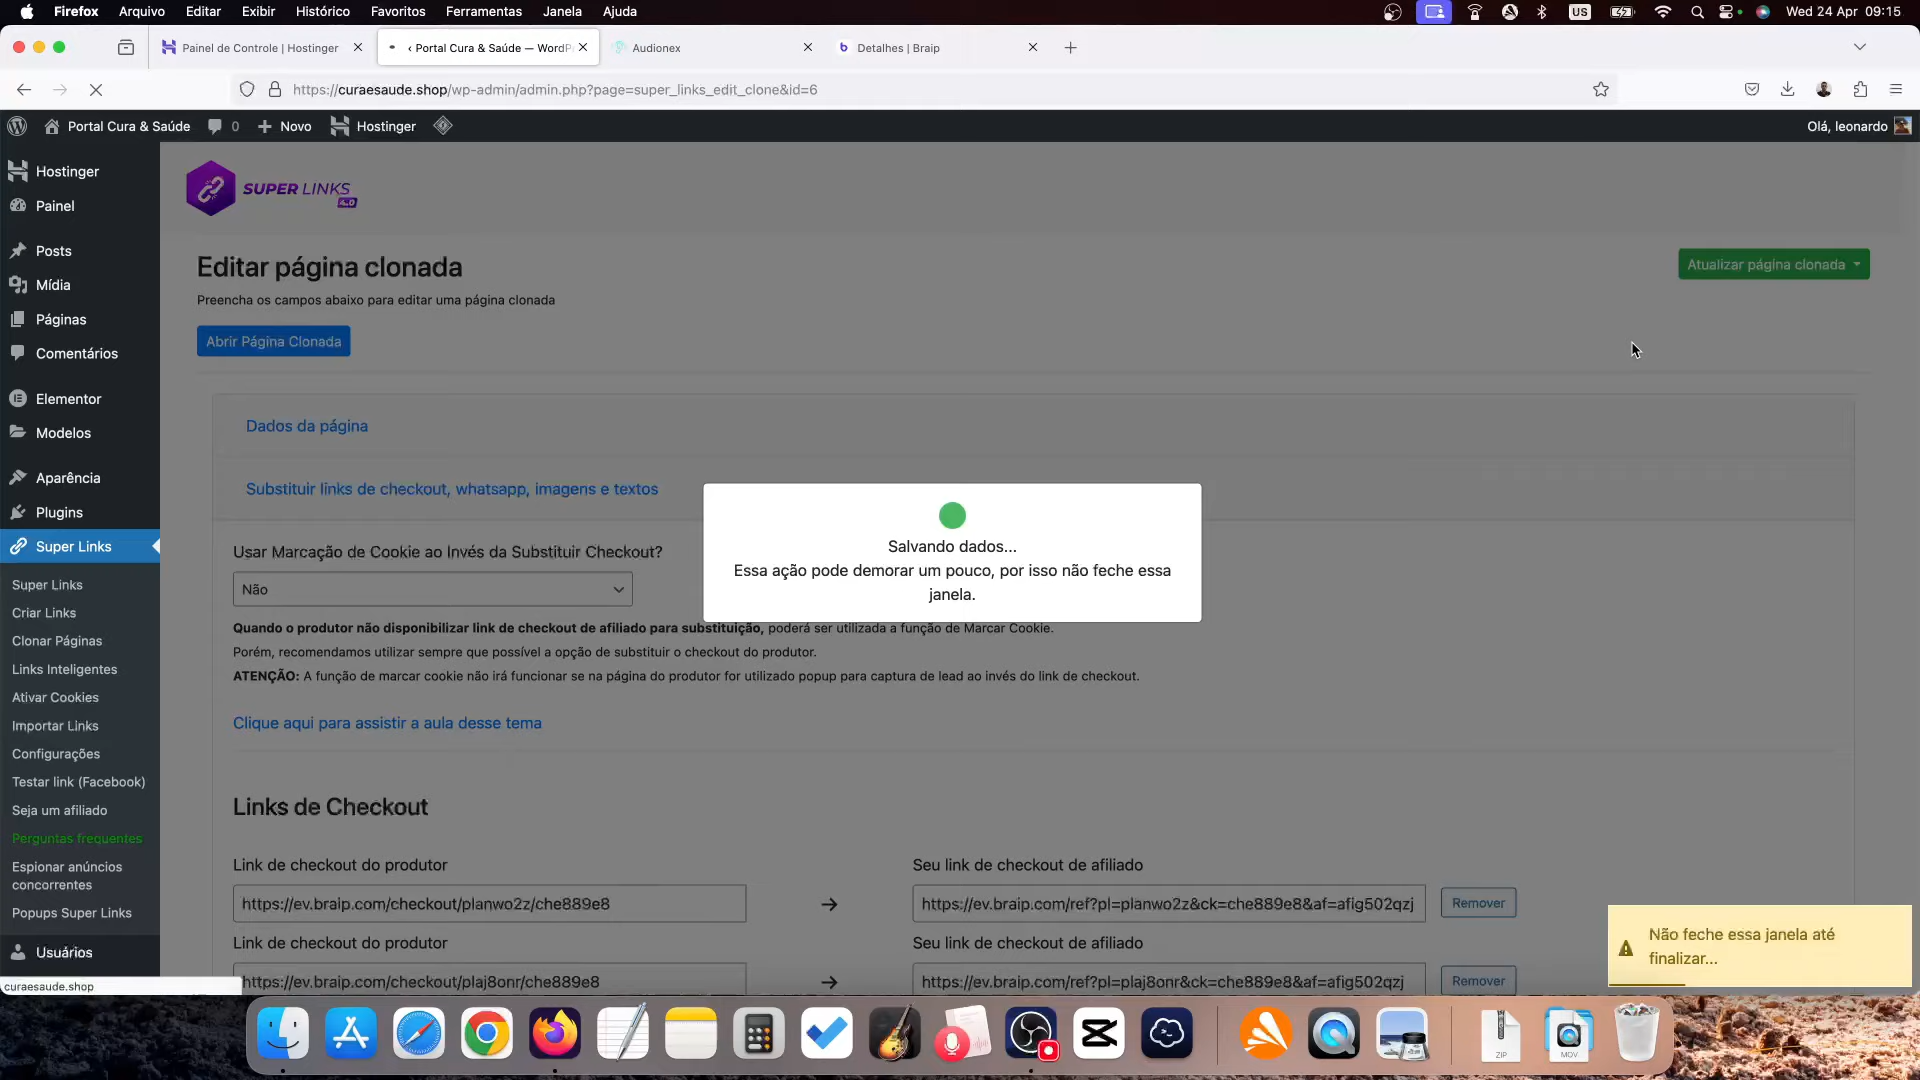 Firefox Arquivo Editar Exibir Histórico Favoritos Ferramentas Janela Ajuda US Wed 24 Apr 09:15
Painel de Controle | Hostinger
‹ Portal Cura & Saúde — WordP
Audionex
Detalhes | Braip
https://curaesaude.shop/wp-admin/admin.php?page=super_links_edit_clone&id=6
Portal Cura & Saúde 0 Novo Hostinger
Olá, leonardo
Hostinger
Painel
Posts
Mídia
Páginas
Comentários
Elementor
Modelos
Aparência
Plugins
Super Links
Super Links
Criar Links
Clonar Páginas
Links Inteligentes
Ativar Cookies
Importar Links
Configurações
Testar link (Facebook)
Seja um afiliado
Perguntas frequentes
Espionar anúncios
concorrentes
Popups Super Links
Usuários
curaesaude.shop
SUPER LINKS
4.0
Editar página clonada
Atualizar página clonada
Preencha os campos abaixo para editar uma página clonada
Abrir Página Clonada
Dados da página
Substituir links de checkout, whatsapp, imagens e textos
Usar Marcação de Cookie ao Invés da Substituir Checkout?
Não
Quando o produtor não disponibilizar link de checkout de afiliado para substituição, poderá ser utilizada a função de Marcar Cookie.
Porém, recomendamos utilizar sempre que possível a opção de substituir o checkout do produtor.
ATENÇÃO: A função de marcar cookie não irá funcionar se na página do produtor for utilizado popup para captura de lead ao invés do link de checkout.
Clique aqui para assistir a aula desse tema
Salvando dados...
Essa ação pode demorar um pouco, por isso não feche essa
janela.
Links de Checkout
Link de checkout do produtor
Seu link de checkout de afiliado
https://ev.braip.com/checkout/planwo2z/che889e8
https://ev.braip.com/ref?pl=planwo2z&ck=che889e8&af=afig502qzj
Remover
Link de checkout do produtor
Seu link de checkout de afiliado
https://ev.braip.com/checkout/plaj8onr/che889e8
https://ev.braip.com/ref?pl=plaj8onr&ck=che889e8&af=afig502qzj
Remover
Não feche essa janela até
finalizar...
ZIP
MOV